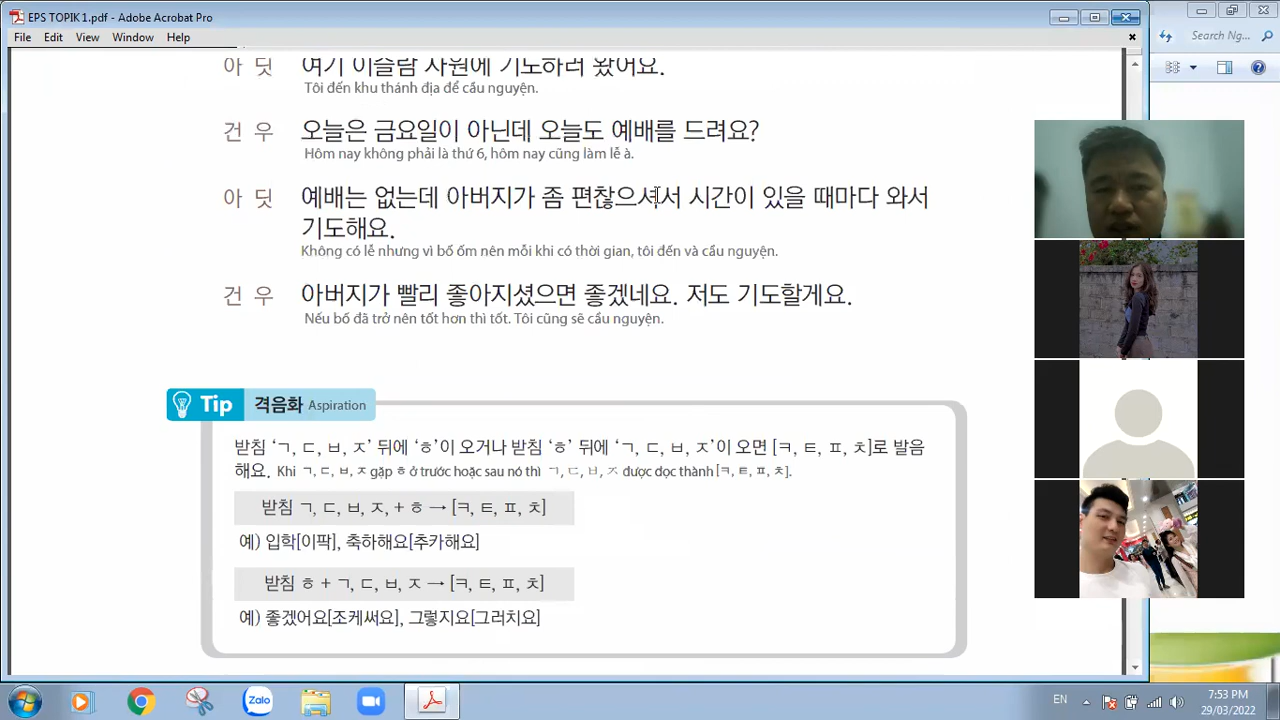 EPS TOPIK 1.pdf - Adobe Acrobat Pro
File Edit View Window Help
Search Ng...
아 딧 여기 이슬람 사원에 기도하러 왔어요.
Tôi đến khu thánh địa để cầu nguyện.
건 우 오늘은 금요일이 아닌데 오늘도 예배를 드려요?
Hôm nay không phải là thứ 6, hôm nay cũng làm lễ à.
아 딧 예배는 없는데 아버지가 좀 편찮으셔서 시간이 있을 때마다 와서
기도해요.
Không có lễ nhưng vì bố ốm nên mỗi khi có thời gian, tôi đến và cầu nguyện.
건 우 아버지가 빨리 좋아지셨으면 좋겠네요. 저도 기도할게요.
Nếu bố đã trở nên tốt hơn thì tốt. Tôi cũng sẽ cầu nguyện.
Tip 격음화 Aspiration
받침 ‘ㄱ, ㄷ, ㅂ, ㅈ’ 뒤에 ‘ㅎ’이 오거나 받침 ‘ㅎ’ 뒤에 ‘ㄱ, ㄷ, ㅂ, ㅈ’이 오면 [ㅋ, ㅌ, ㅍ, ㅊ]로 발음
해요. Khi ㄱ, ㄷ, ㅂ, ㅈ gặp ㅎ ở trước hoặc sau nó thì ㄱ, ㄷ, ㅂ, ㅈ được đọc thành [ㅋ, ㅌ, ㅍ, ㅊ].
받침 ㄱ, ㄷ, ㅂ, ㅈ, + ㅎ → [ㅋ, ㅌ, ㅍ, ㅊ]
예) 입학[이팍], 축하해요[추카해요]
받침 ㅎ + ㄱ, ㄷ, ㅂ, ㅈ → [ㅋ, ㅌ, ㅍ, ㅊ]
예) 좋겠어요[조케써요], 그렇지요[그러치요]
Zalo
EN
7:53 PM
29/03/2022